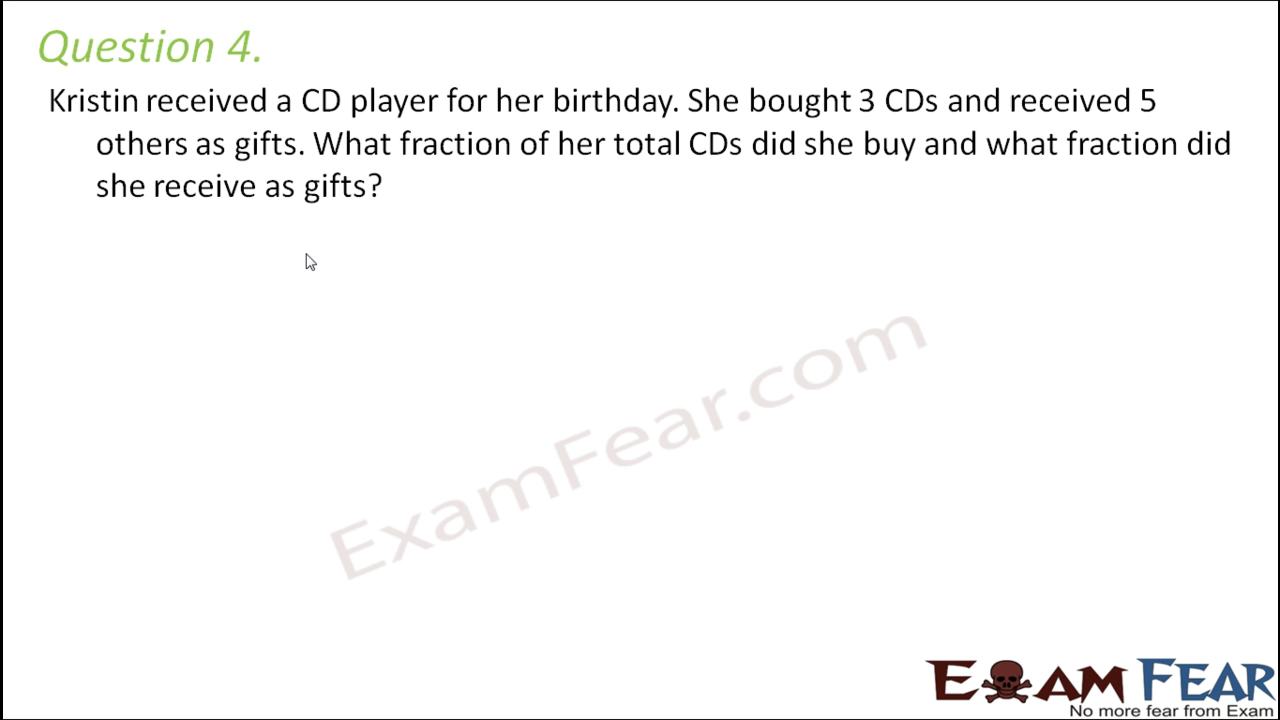 Question 4.
Kristin received a CD player for her birthday. She bought 3 CDs and received 5
others as gifts. What fraction of her total CDs did she buy and what fraction did
she receive as gifts?
ExamFear.com
EXAM FEAR
No more fear from Exam